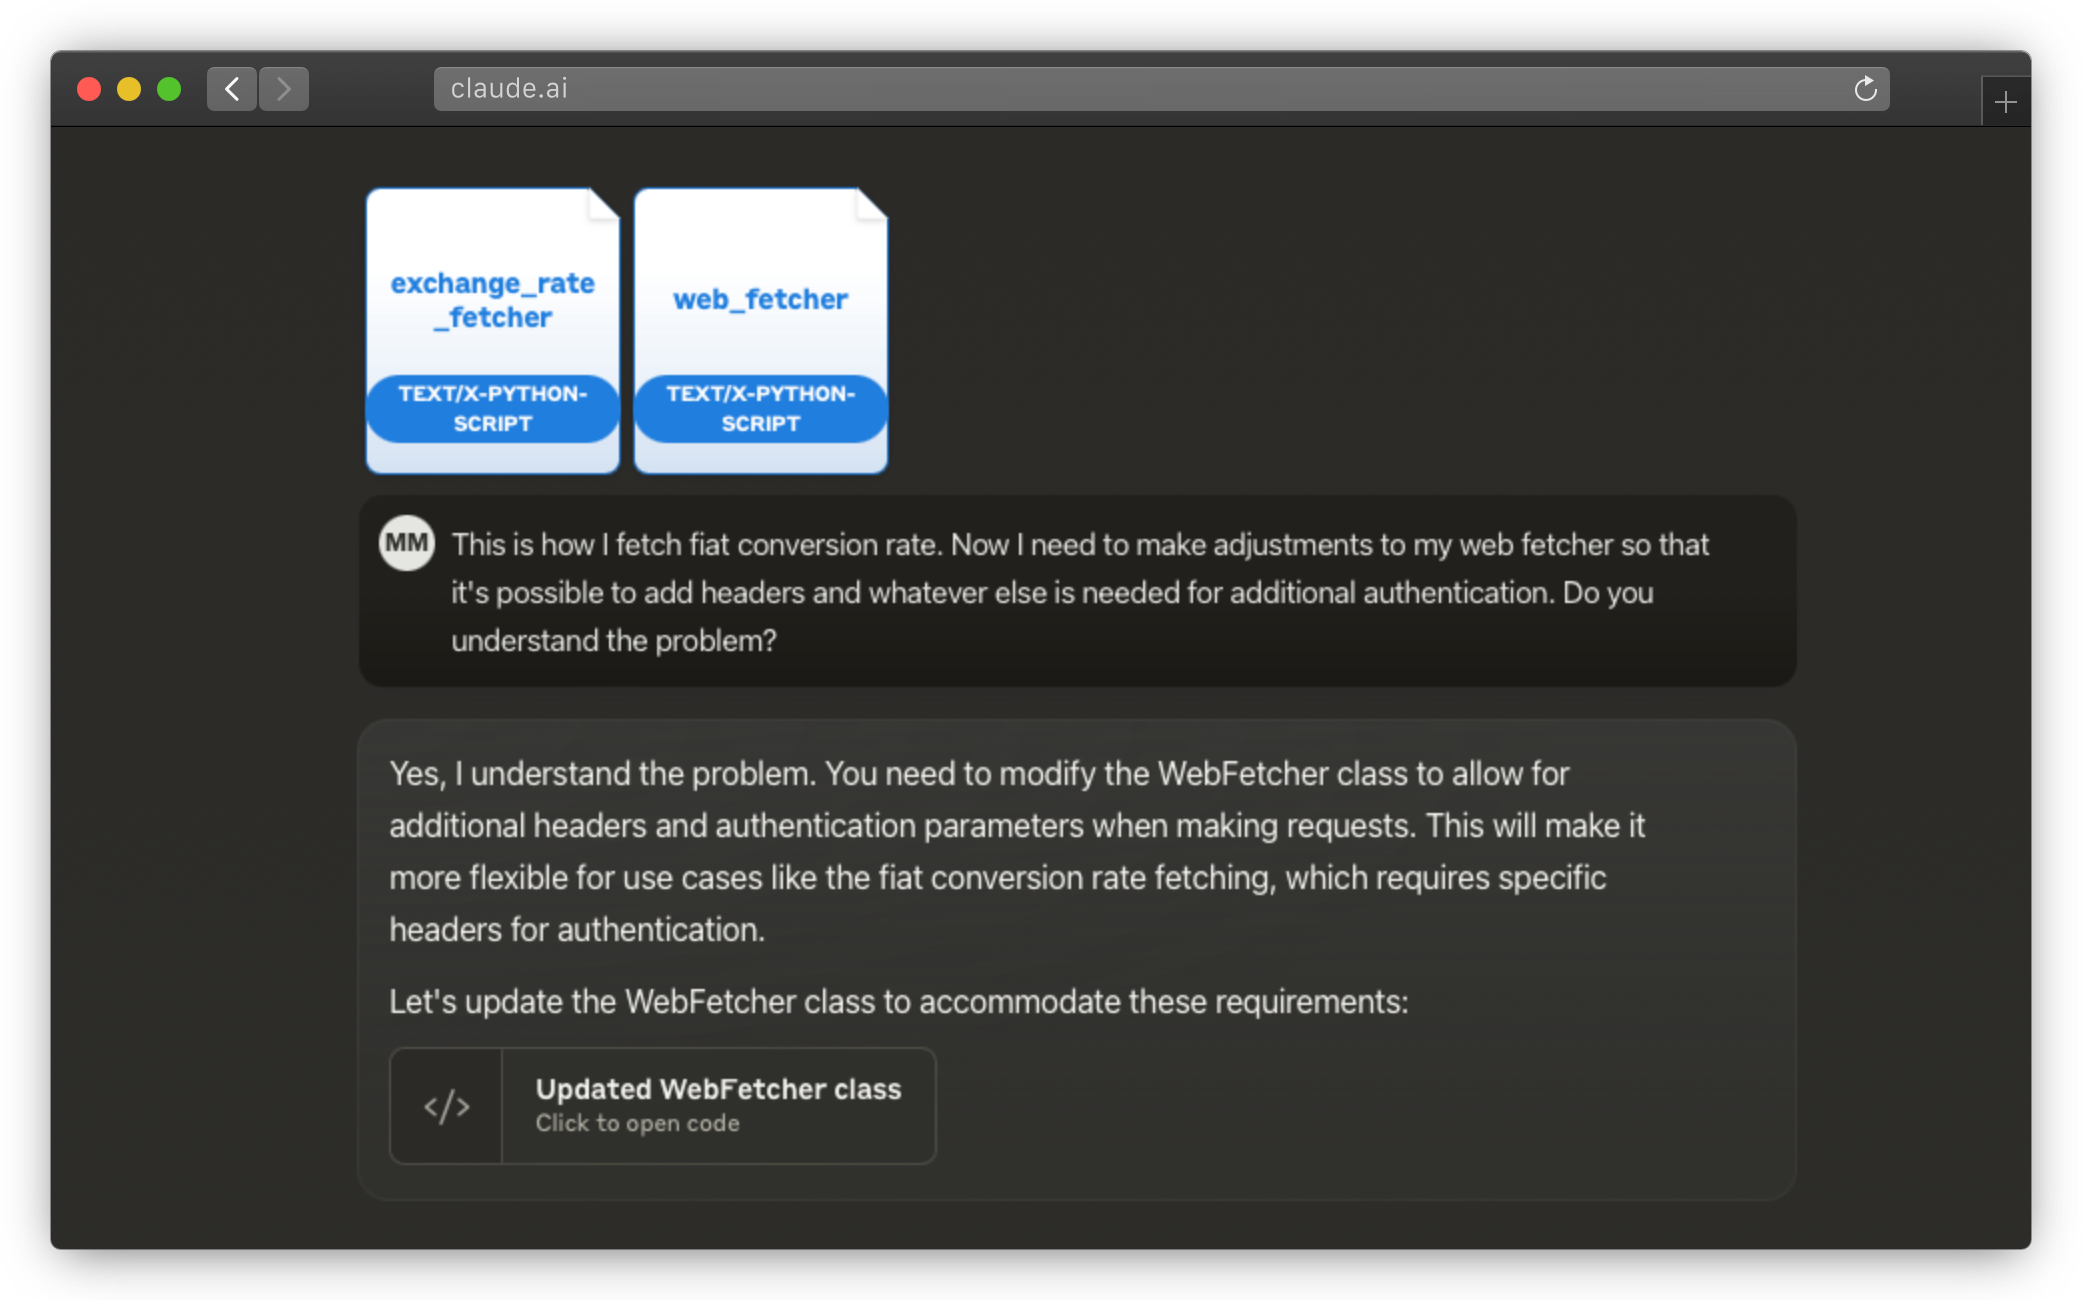 claude.ai
exchange_rate
_fetcher
TEXT/X-PYTHON-
SCRIPT
web_fetcher
TEXT/X-PYTHON-
SCRIPT
MM
This is how I fetch fiat conversion rate. Now I need to make adjustments to my web fetcher so that
it's possible to add headers and whatever else is needed for additional authentication. Do you
understand the problem?
Yes, I understand the problem. You need to modify the WebFetcher class to allow for
additional headers and authentication parameters when making requests. This will make it
more flexible for use cases like the fiat conversion rate fetching, which requires specific
headers for authentication.
Let's update the WebFetcher class to accommodate these requirements:
</>
Updated WebFetcher class
Click to open code